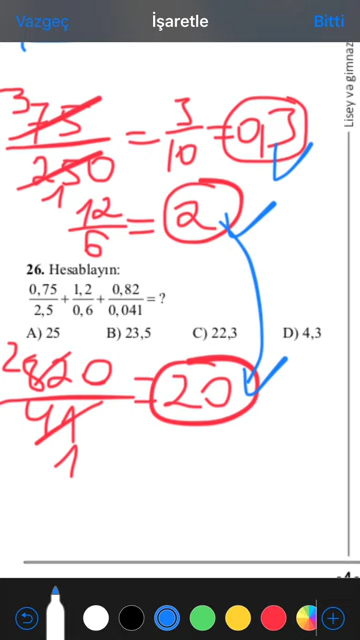 Vazgeç İşaretle Bitti
Lisey və gimnaz
3 75/250 1 = 3/10 = 0,3
12/6 = 2
26. Hesablayın:
0,75/2,5 + 1,2/0,6 + 0,82/0,041 = ?
A) 25 B) 23,5 C) 22,3 D) 4,3
2 820/41 1 = 20